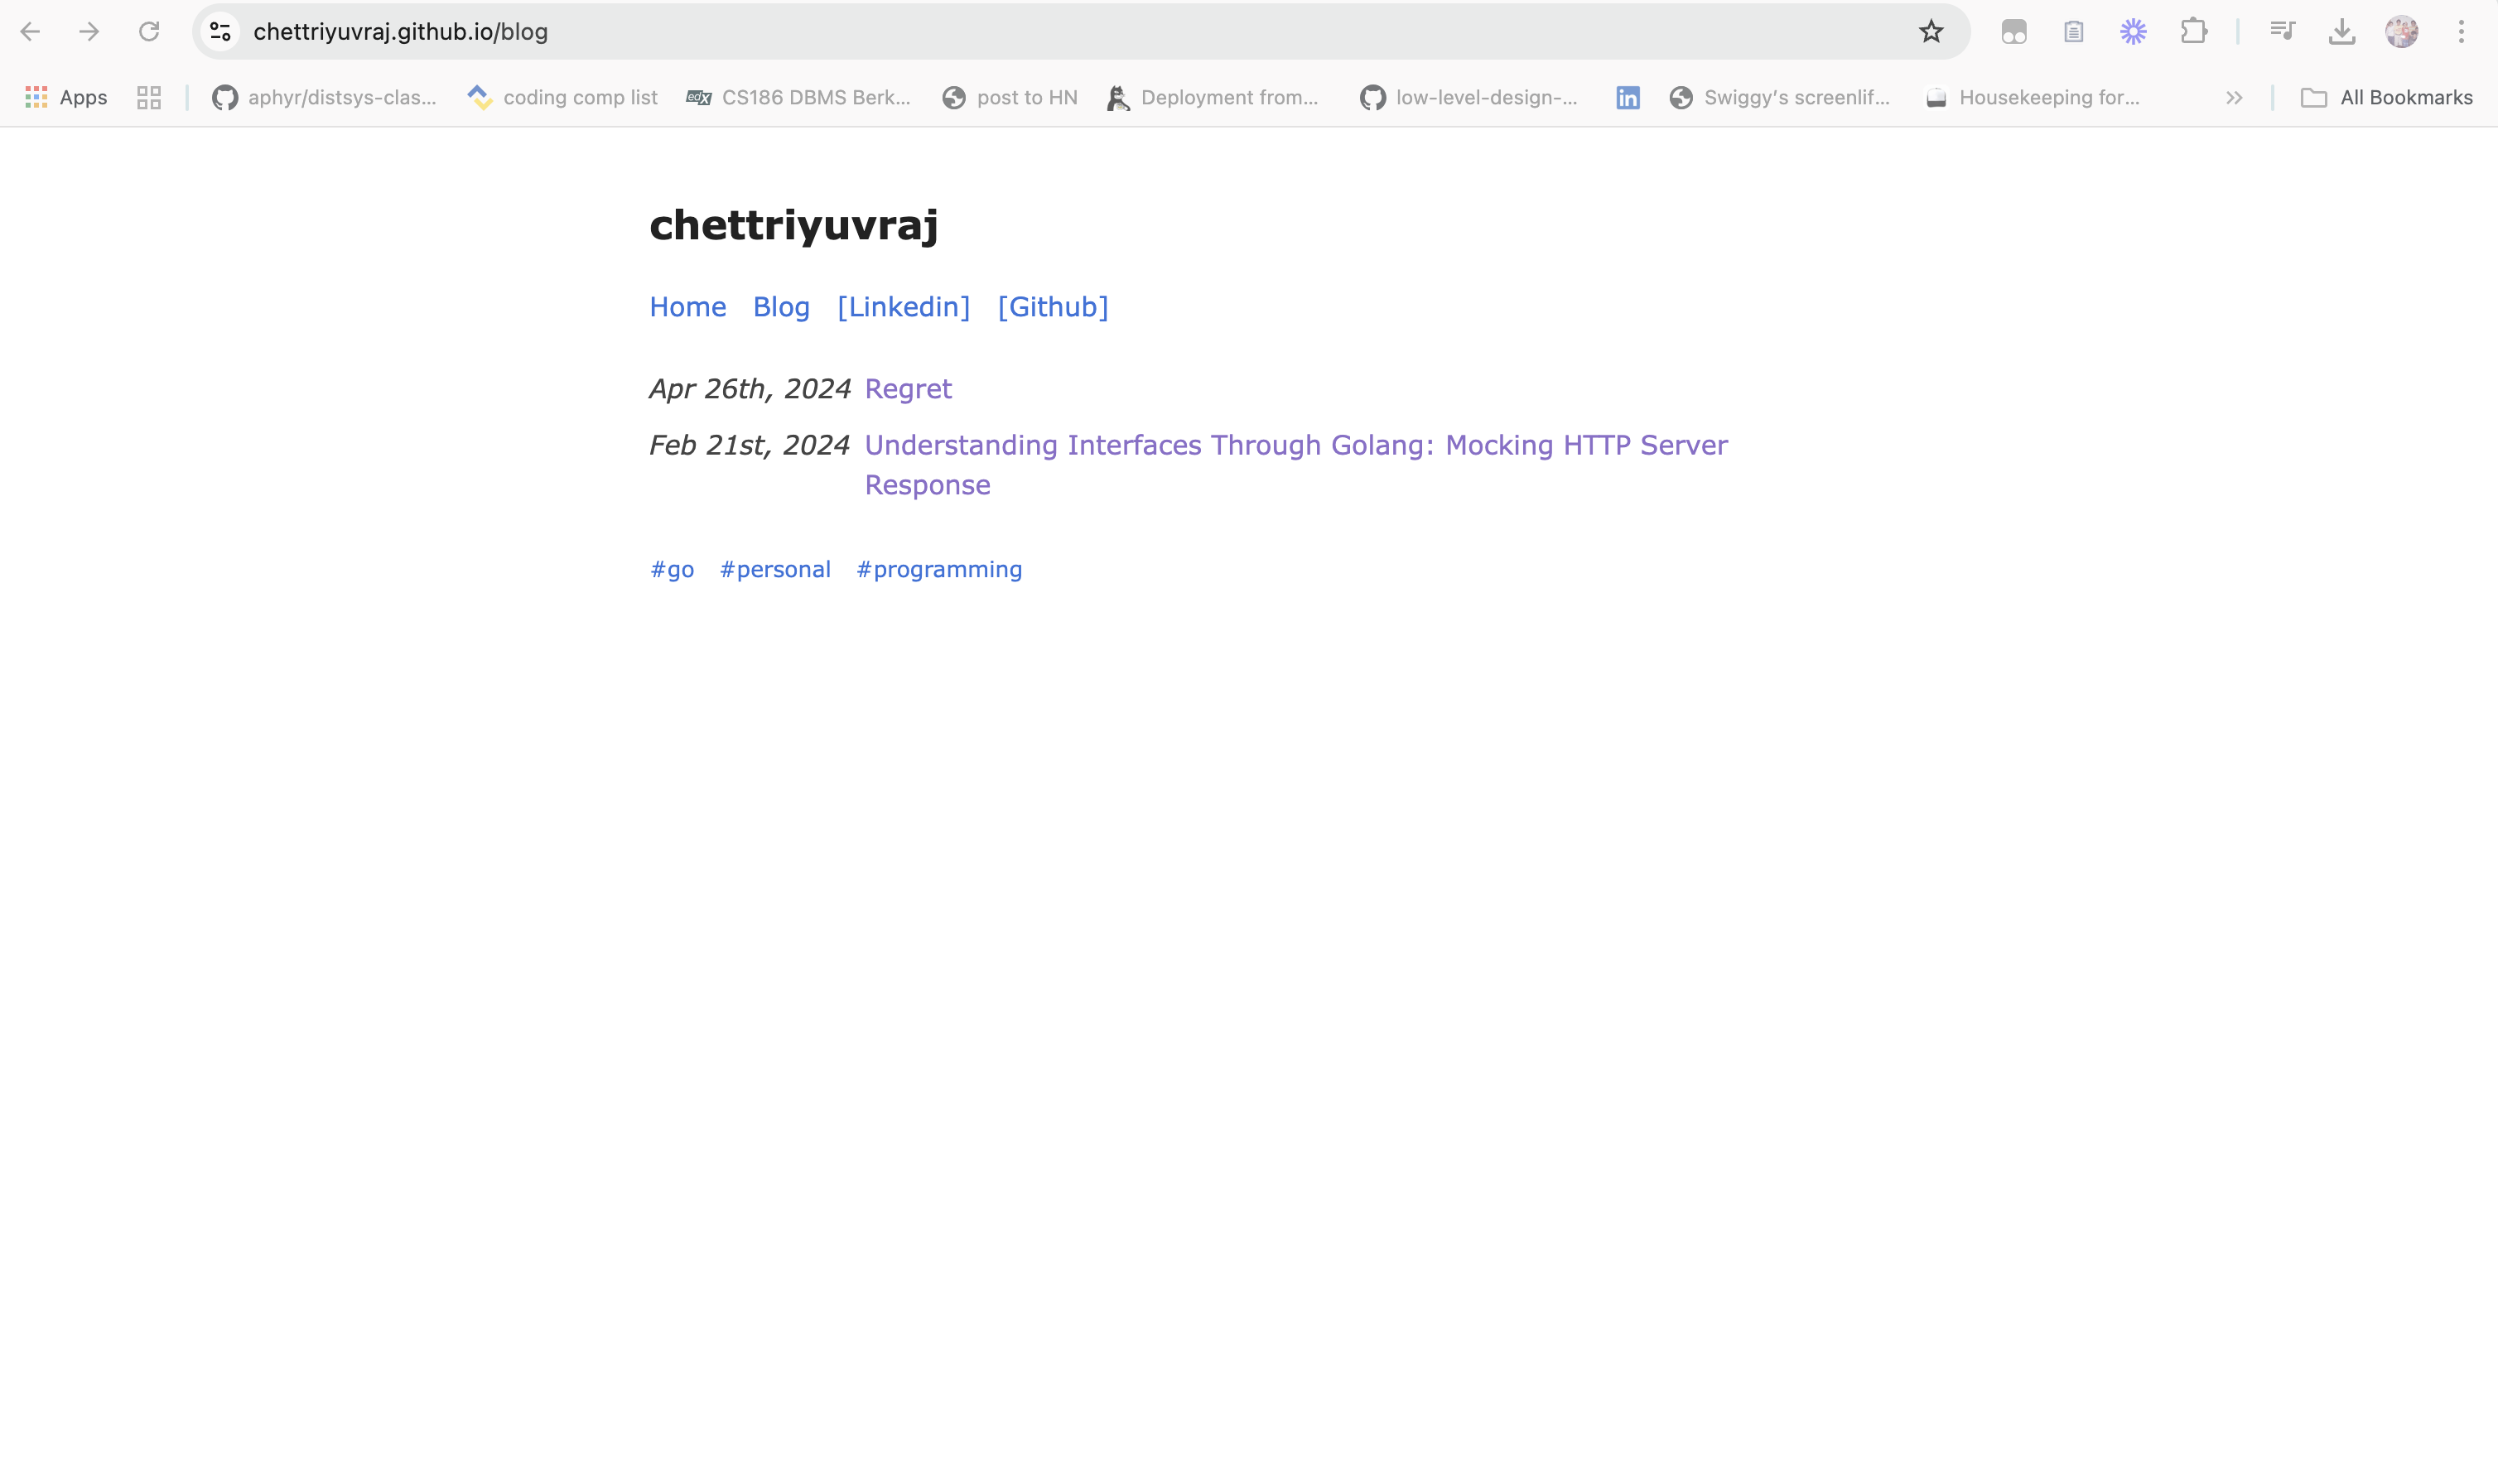 chettriyuvraj.github.io/blog
Apps aphyr/distsys-clas... coding comp list edX CS186 DBMS Berk... post to HN Deployment from... low-level-design-... in Swiggy's screenlif... Housekeeping for... All Bookmarks
chettriyuvraj
Home Blog [Linkedin] [Github]
Apr 26th, 2024 Regret
Feb 21st, 2024 Understanding Interfaces Through Golang: Mocking HTTP Server
Response
#go #personal #programming